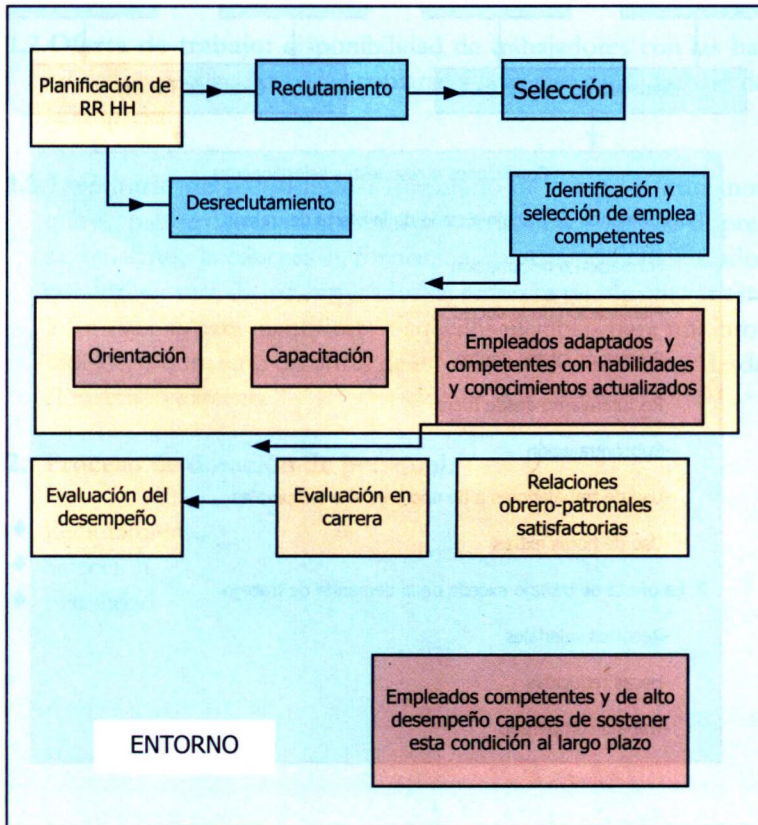 Planificación de
RR HH
Reclutamiento
Selección
Desreclutamiento
Identificación y
selección de emplea
competentes
Orientación
Capacitación
Empleados adaptados y
competentes con habilidades
y conocimientos actualizados
Evaluación del
desempeño
Evaluación en
carrera
Relaciones
obrero-patronales
satisfactorias
Empleados competentes y de alto
desempeño capaces de sostener
esta condición al largo plazo
ENTORNO